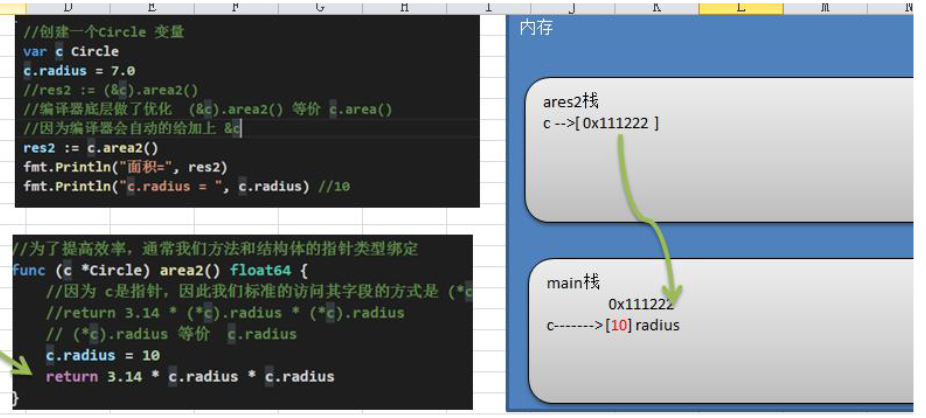 D E F G H I J K L M N
//创建一个Circle 变量
var c Circle
c.radius = 7.0
//res2 := (&c).area2()
//编译器底层做了优化 (&c).area2() 等价 c.area()
//因为编译器会自动的给加上 &c
res2 := c.area2()
fmt.Println("面积=", res2)
fmt.Println("c.radius = ", c.radius) //10
//为了提高效率，通常我们方法和结构体的指针类型绑定
func (c *Circle) area2() float64 {
//因为 c是指针，因此我们标准的访问其字段的方式是 (*c
//return 3.14 * (*c).radius * (*c).radius
// (*c).radius 等价 c.radius
c.radius = 10
return 3.14 * c.radius * c.radius
}
内存
ares2栈
c -->[ 0x111222 ]
main栈
0x111222
c------->[10] radius